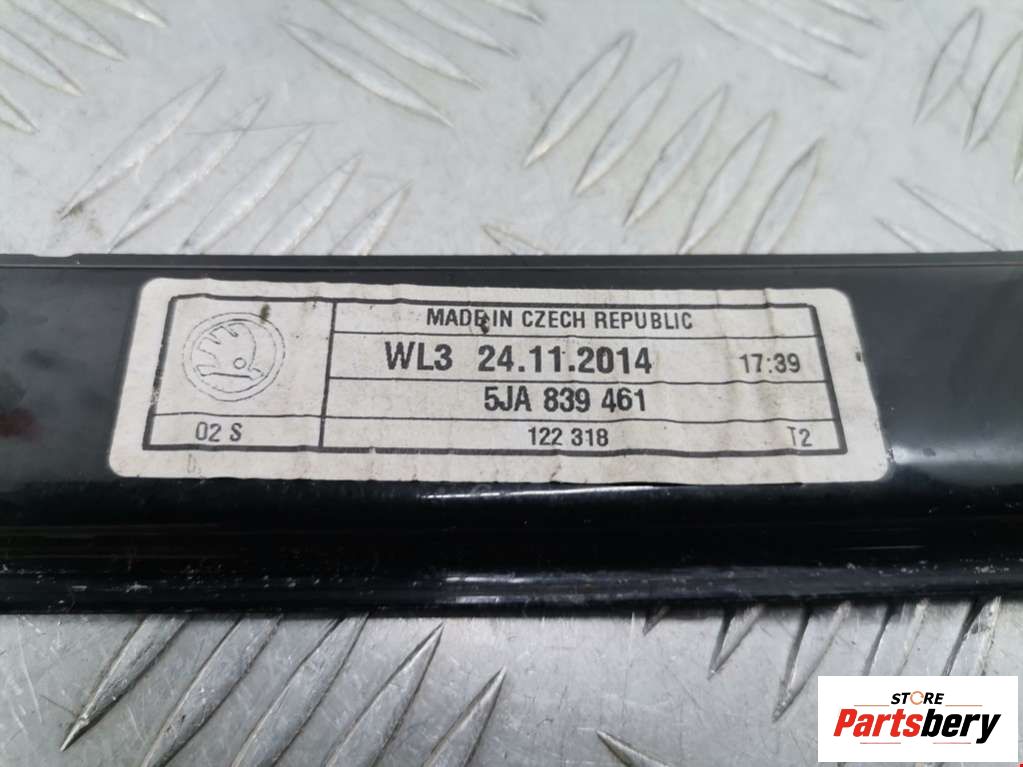 MADE IN CZECH REPUBLIC
WL3 24.11.2014 17:39
5JA 839 461
02 S 122 318 T2
STORE
Partsbery